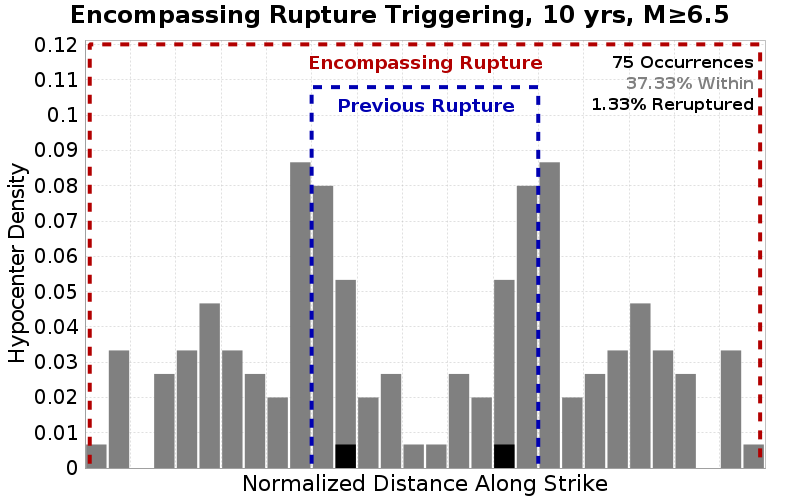 Encompassing Rupture Triggering, 10 yrs, M≥6.5
Encompassing Rupture
Previous Rupture
75 Occurrences
37.33% Within
1.33% Reruptured
Hypocenter Density
0.12
0.11
0.1
0.09
0.08
0.07
0.06
0.05
0.04
0.03
0.02
0.01
0
Normalized Distance Along Strike